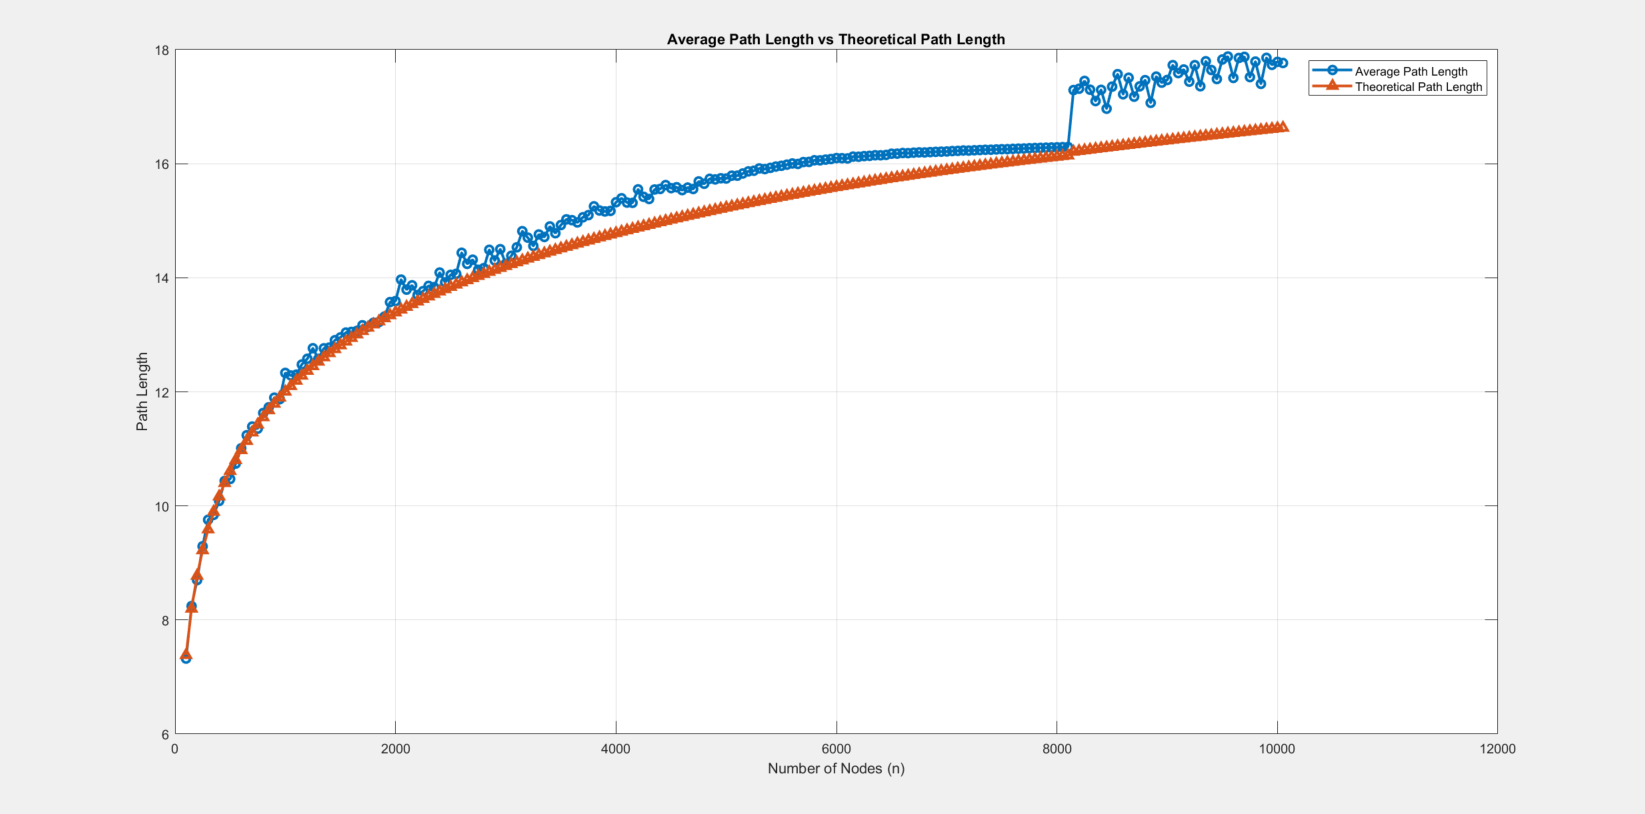 Average Path Length vs Theoretical Path Length
18
16
14
12
10
8
6
Path Length
Average Path Length
Theoretical Path Length
0 2000 4000 6000 8000 10000 12000
Number of Nodes (n)